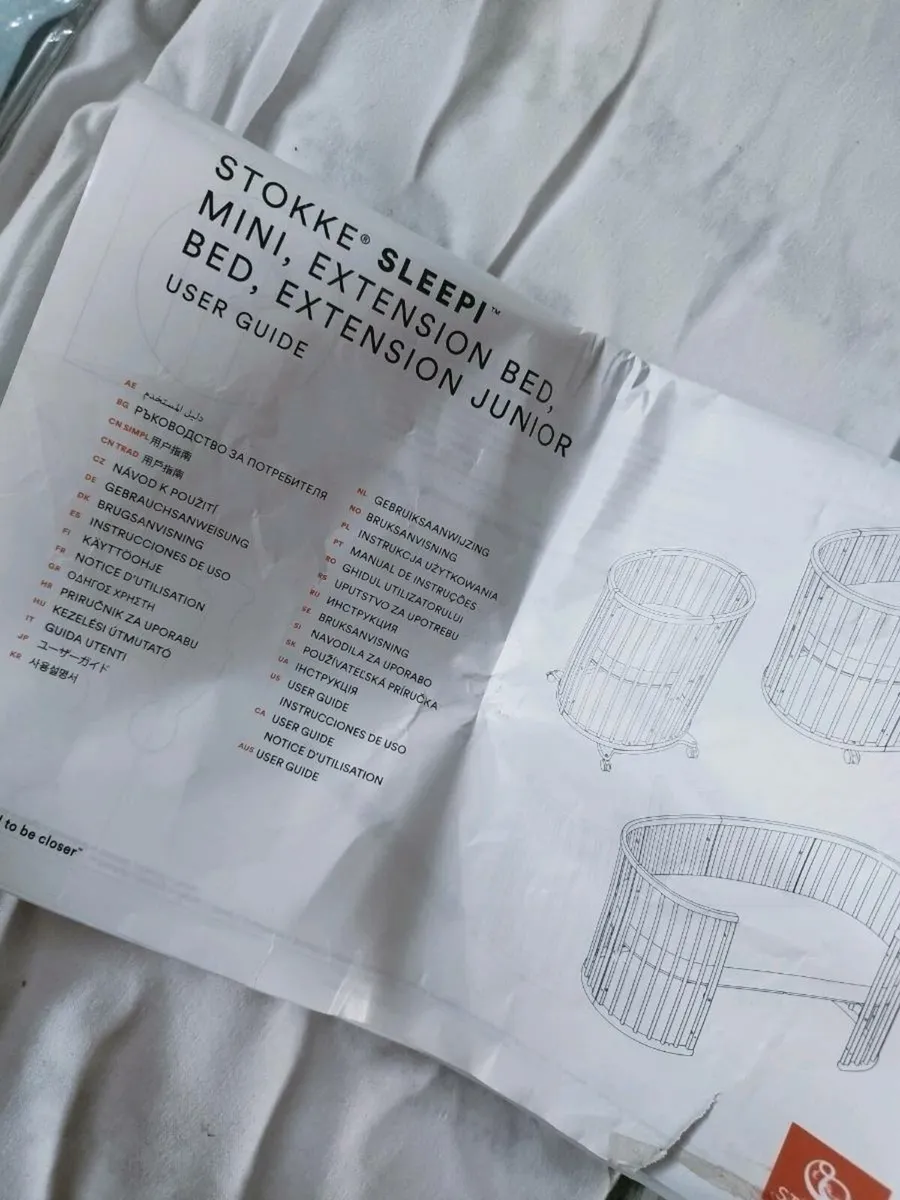 STOKKE® SLEEPI™
MINI, EXTENSION BED,
BED, EXTENSION JUNIOR
USER GUIDE
AE دليل المستخدم
BG РЪКОВОДСТВО ЗА ПОТРЕБИТЕЛЯ
CN SIMPL 用户指南
CN TRAD 用戶指南
CZ NÁVOD K POUŽITÍ
DE GEBRAUCHSANWEISUNG
DK BRUGSANVISNING
ES INSTRUCCIONES DE USO
FI KÄYTTÖOHJE
FR NOTICE D'UTILISATION
GR ΟΔΗΓΟΣ ΧΡΗΣΤΗ
HR PRIRUČNIK ZA UPORABU
HU KEZELÉSI ÚTMUTATÓ
IT GUIDA UTENTI
JP ユーザーガイド
KR 사용설명서
NL GEBRUIKSAANWIJZING
NO BRUKSANVISNING
PL INSTRUKCJA UŻYTKOWANIA
PT MANUAL DE INSTRUÇÕES
RO GHIDUL UTILIZATORULUI
RS UPUTSTVO ZA UPOTREBU
RU ИНСТРУКЦИЯ
SE BRUKSANVISNING
SI NAVODILA ZA UPORABO
SK POUŽÍVATEĽSKÁ PRÍRUČKA
UA ІНСТРУКЦІЯ
US USER GUIDE
INSTRUCCIONES DE USO
CA USER GUIDE
NOTICE D'UTILISATION
AUS USER GUIDE
to be closer™